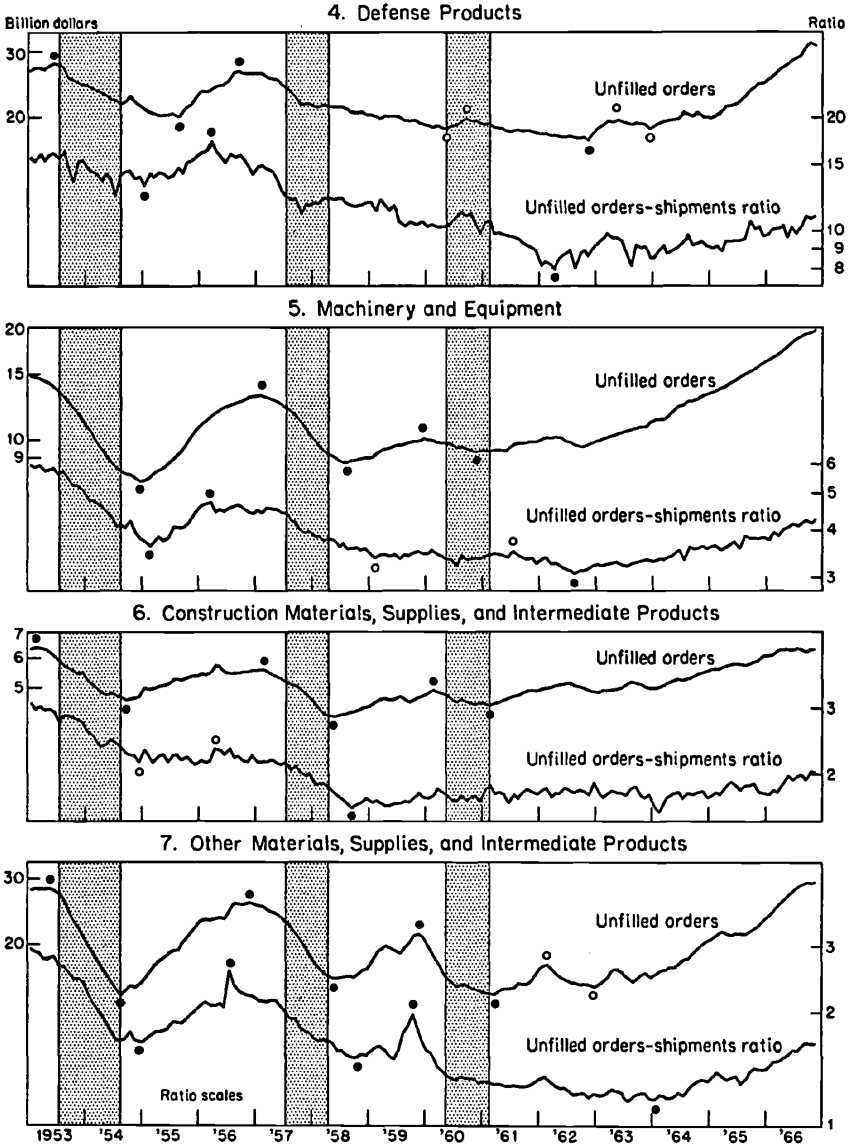 4. Defense Products
Billion dollars
Ratio
30
20
Unfilled orders
20
15
Unfilled orders-shipments ratio
10
9
8
5. Machinery and Equipment
20
15
10
9
Unfilled orders
6
5
Unfilled orders-shipments ratio
4
3
6. Construction Materials, Supplies, and Intermediate Products
7
6
5
Unfilled orders
3
Unfilled orders-shipments ratio
2
7. Other Materials, Supplies, and Intermediate Products
30
20
Unfilled orders
3
2
Unfilled orders-shipments ratio
Ratio scales
1
1953 '54 '55 '56 '57 '58 '59 '60 '61 '62 '63 '64 '65 '66